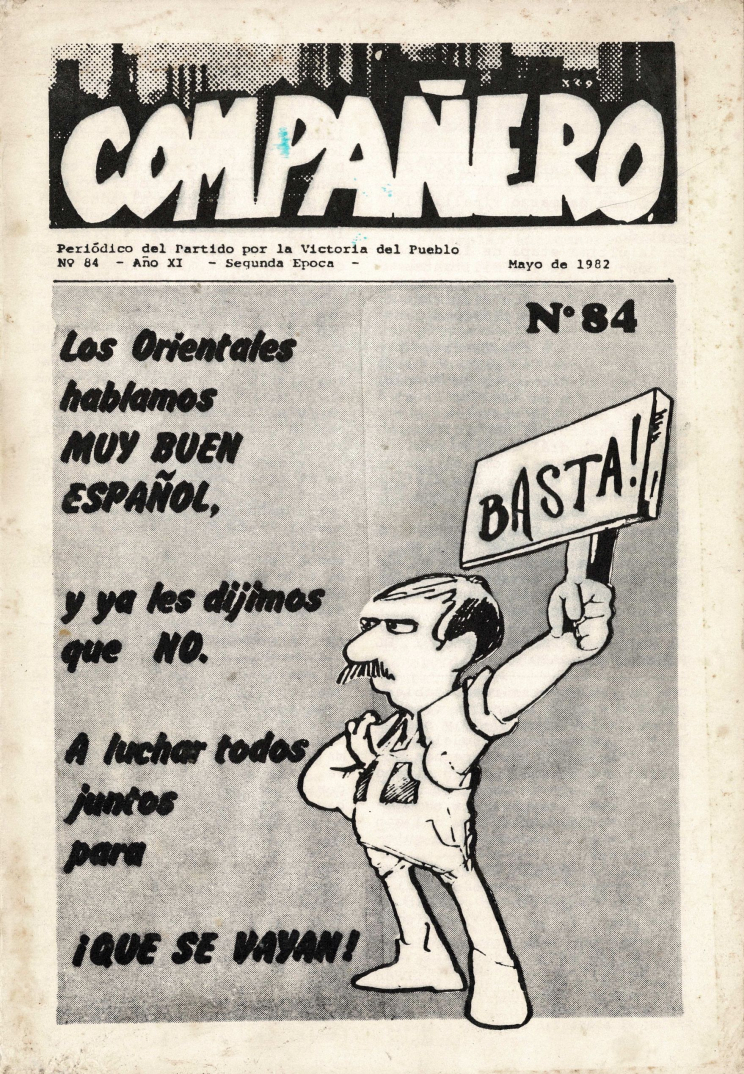 COMPAÑERO
Periódico del Partido por la Victoria del Pueblo
Nº 84 - Año XI - Segunda Epoca - Mayo de 1982
Nº 84
Los Orientales
hablamos
MUY BUEN
ESPAÑOL,
y ya les dijimos
que NO.
A luchar todos
juntos
para
¡QUE SE VAYAN!
BASTA!